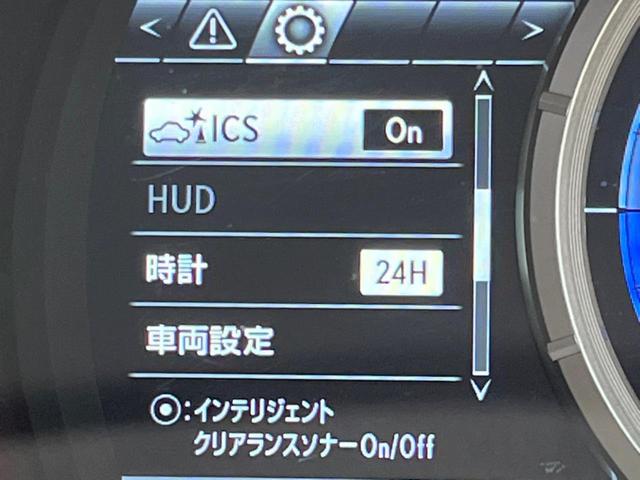 ICS On
HUD
時計 24H
車両設定
⦿:インテリジェント
クリアランスソナーOn/Off